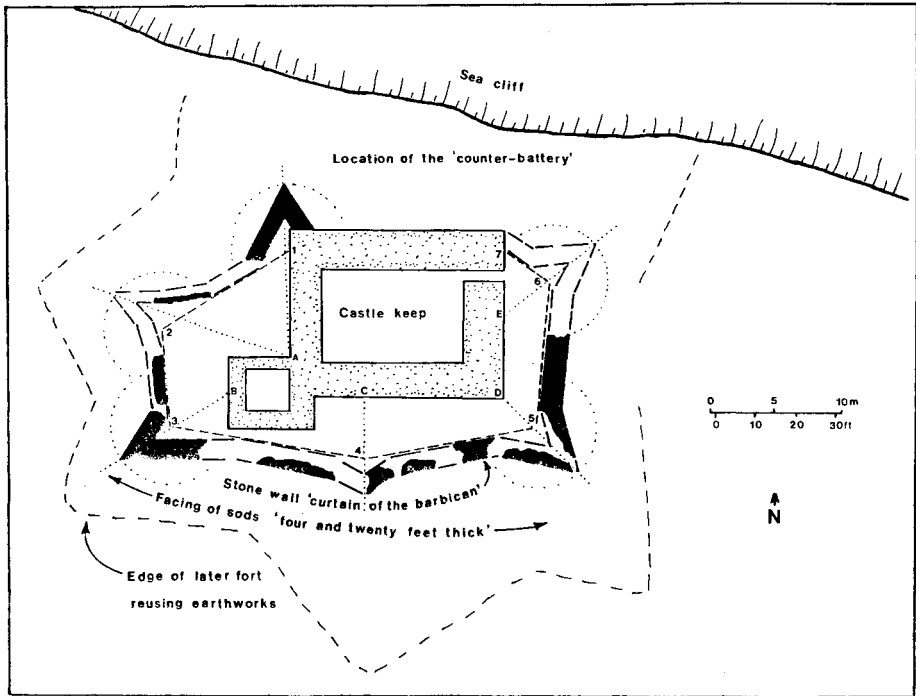 Sea cliff
Location of the 'counter-battery'
1
7
6
Castle keep
E
2
A
B
C
D
3
4
5
0 5 10m
0 10 20 30ft
N
Stone wall 'curtain of the barbican'
Facing of sods 'four and twenty feet thick'
Edge of later fort
reusing earthworks